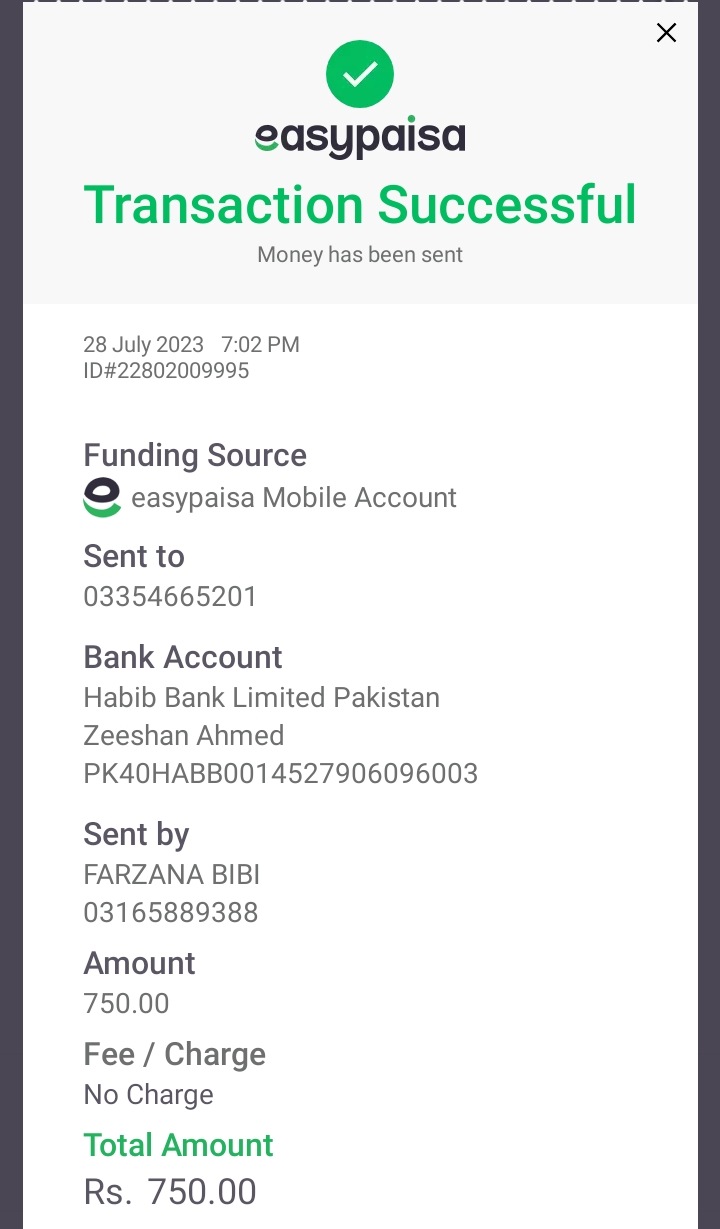 easypaisa
Transaction Successful
Money has been sent
28 July 2023 7:02 PM
ID#22802009995
Funding Source
easypaisa Mobile Account
Sent to
03354665201
Bank Account
Habib Bank Limited Pakistan
Zeeshan Ahmed
PK40HABB0014527906096003
Sent by
FARZANA BIBI
03165889388
Amount
750.00
Fee / Charge
No Charge
Total Amount
Rs. 750.00